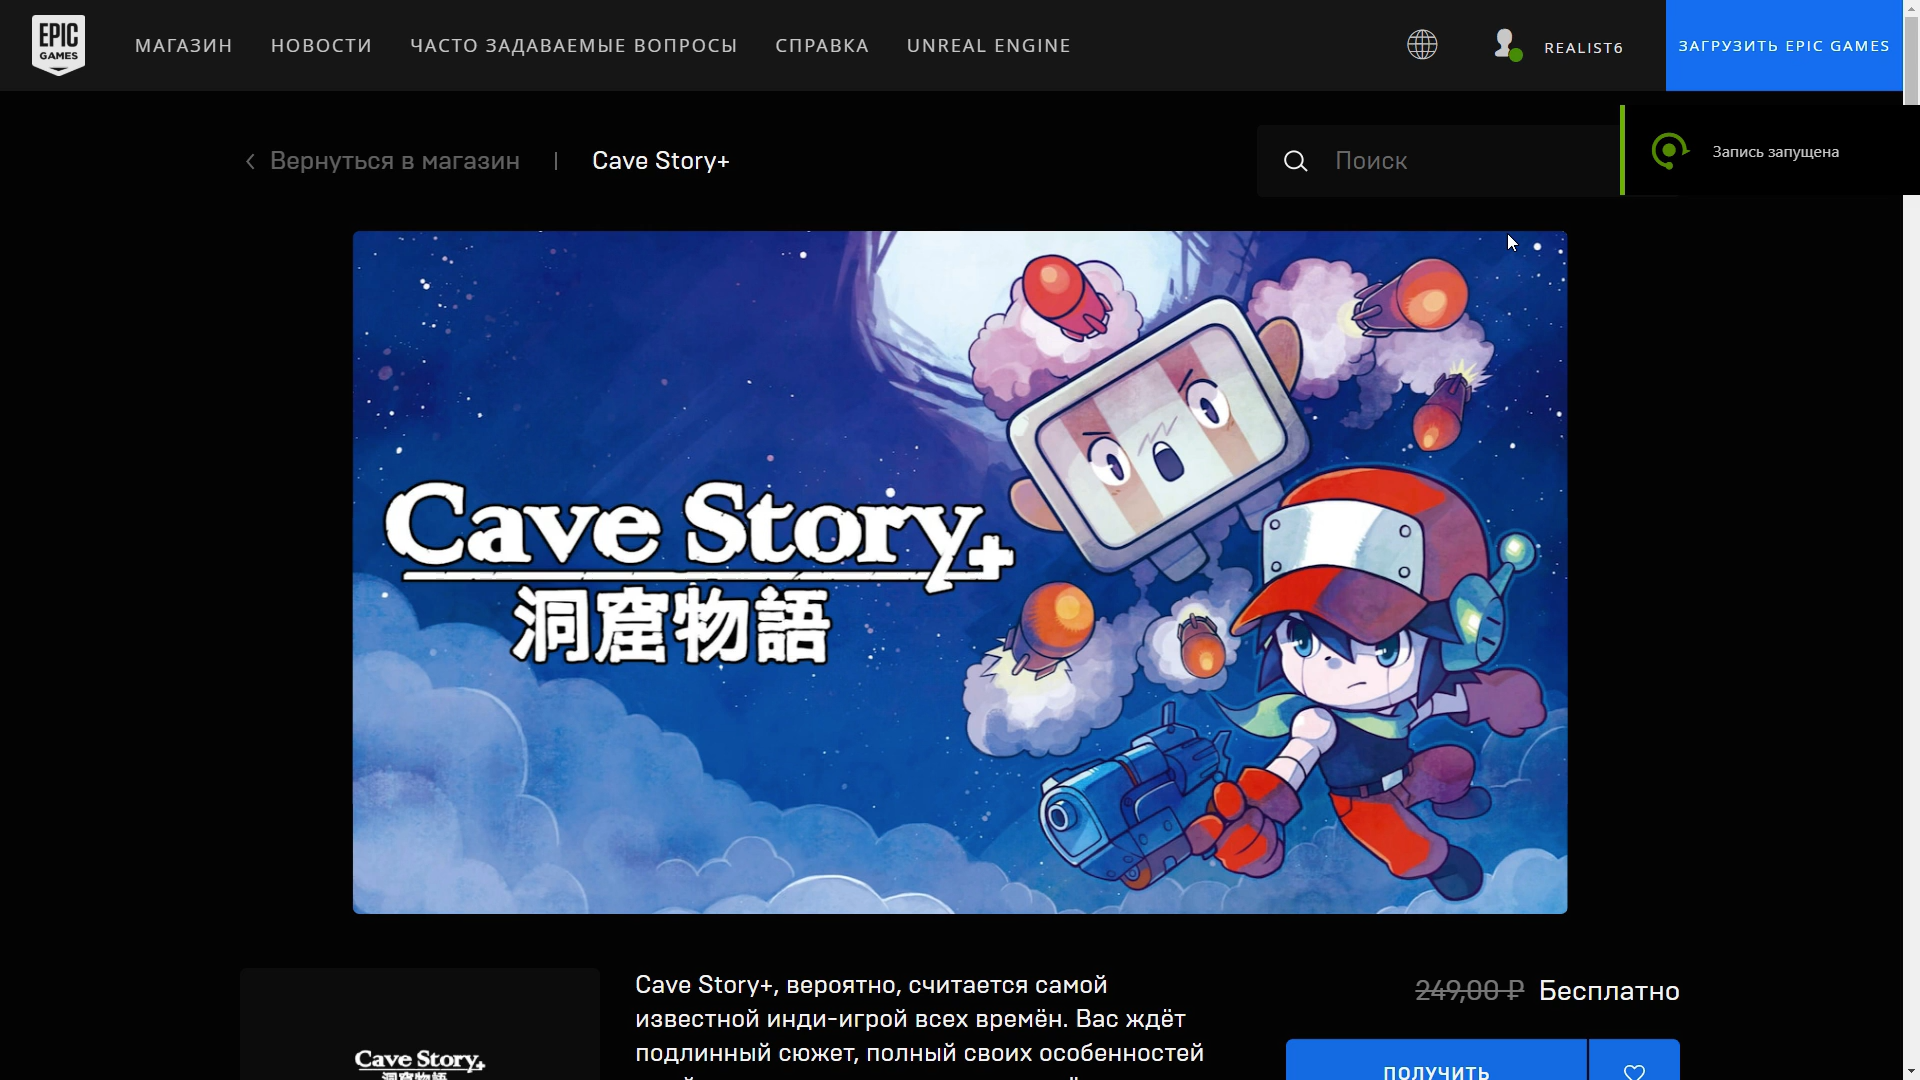 EPIC
GAMES
МАГАЗИН
НОВОСТИ
ЧАСТО ЗАДАВАЕМЫЕ ВОПРОСЫ
СПРАВКА
UNREAL ENGINE
REALIST6
ЗАГРУЗИТЬ EPIC GAMES
Вернуться в магазин
Cave Story+
Поиск
Запись запущена
Cave Story+
洞窟物語
Cave Story+
Cave Story+, вероятно, считается самой
известной инди-игрой всех времён. Вас ждёт
подлинный сюжет, полный своих особенностей
249,00 ₽ Бесплатно
ПОЛУЧИТЬ